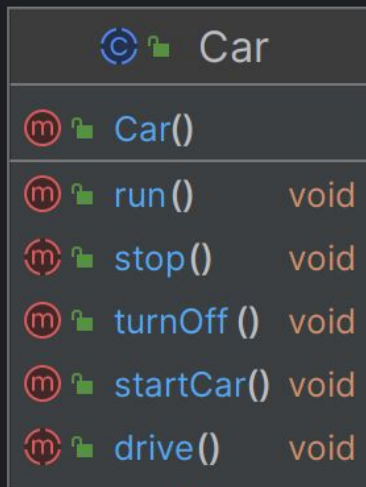 Car
Car()
run() void
stop() void
turnOff() void
startCar() void
drive() void